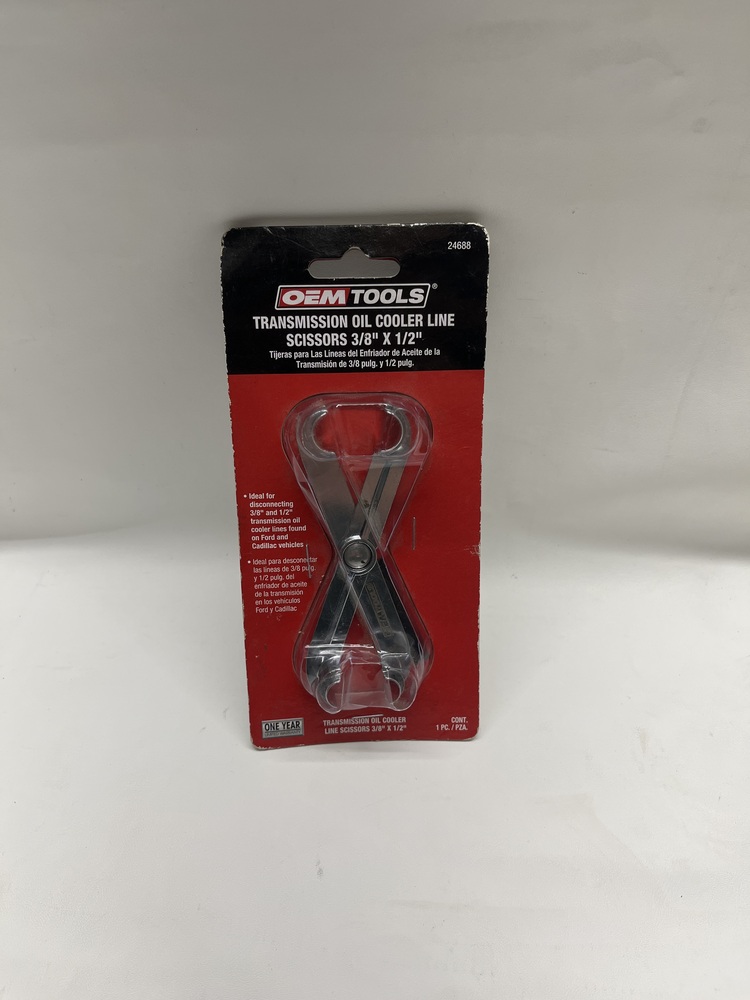 24688
OEMTOOLS®
TRANSMISSION OIL COOLER LINE
SCISSORS 3/8" X 1/2"
Tijeras para Las Líneas del Enfriador de Aceite de la
Transmisión de 3/8 pulg. y 1/2 pulg.
• Ideal for
disconnecting
3/8" and 1/2"
transmission oil
cooler lines found
on Ford and
Cadillac vehicles
• Ideal para desconectar
las líneas de 3/8 pulg.
y 1/2 pulg. del
enfriador de aceite
de la transmisión
en los vehículos
Ford y Cadillac
ONE YEAR
TRANSMISSION OIL COOLER
LINE SCISSORS 3/8" X 1/2"
CONT.
1 PC. / PZA.